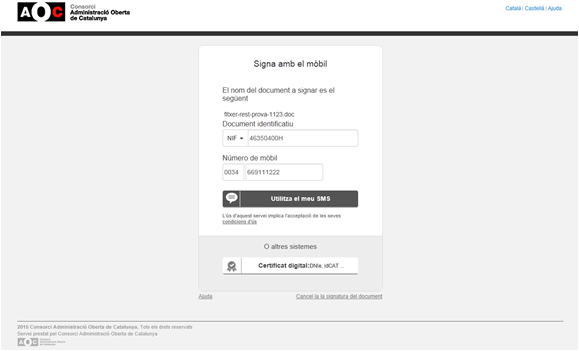 AOC
Consorci
Administració Oberta
de Catalunya
Català | Castellà | Ajuda
Signa amb el mòbil
El nom del document a signar es el
següent
fitxer-rest-prova-1123.doc
Document identificatiu
NIF 46350400H
Número de mòbil
0034 669111222
Utilitza el meu SMS
L'ús d'aquest servei implica l'acceptació de les seves
condicions d'ús
O altres sistemes
Certificat digital:DNIe, idCAT ...
Ajuda
Cancel·la la signatura del document
2015 Consorci Administració Oberta de Catalunya. Tots els drets reservats
Servei prestat pel Consorci Administració Oberta de Catalunya
AOC